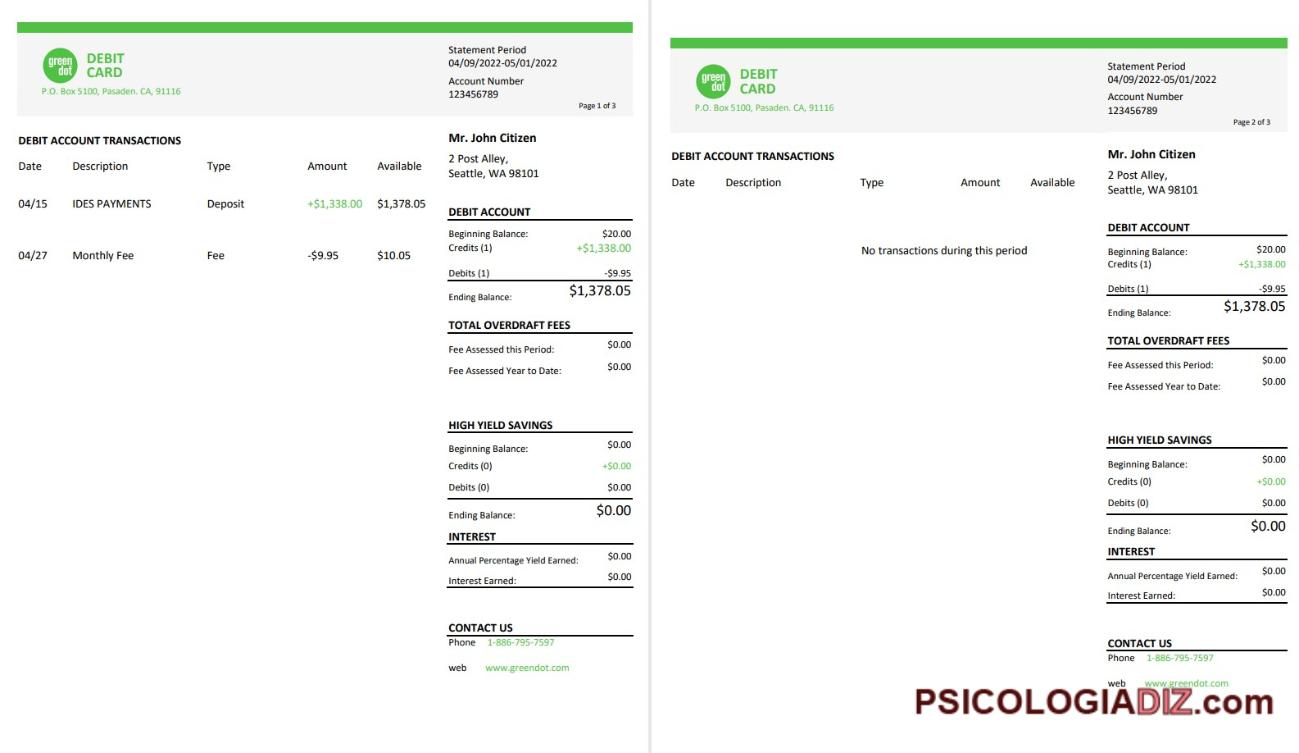 green
dot
DEBIT
CARD
P.O. Box 5100, Pasaden. CA, 91116
Statement Period
04/09/2022-05/01/2022
Account Number
123456789
Page 1 of 3
DEBIT ACCOUNT TRANSACTIONS
Date Description Type Amount Available
04/15 IDES PAYMENTS Deposit +$1,338.00 $1,378.05
04/27 Monthly Fee Fee -$9.95 $10.05
Mr. John Citizen
2 Post Alley,
Seattle, WA 98101
DEBIT ACCOUNT
Beginning Balance: $20.00
Credits (1) +$1,338.00
Debits (1) -$9.95
Ending Balance: $1,378.05
TOTAL OVERDRAFT FEES
Fee Assessed this Period: $0.00
Fee Assessed Year to Date: $0.00
HIGH YIELD SAVINGS
Beginning Balance: $0.00
Credits (0) +$0.00
Debits (0) $0.00
Ending Balance: $0.00
INTEREST
Annual Percentage Yield Earned: $0.00
Interest Earned: $0.00
CONTACT US
Phone 1-886-795-7597
web www.greendot.com
green
dot
DEBIT
CARD
P.O. Box 5100, Pasaden. CA, 91116
Statement Period
04/09/2022-05/01/2022
Account Number
123456789
Page 2 of 3
DEBIT ACCOUNT TRANSACTIONS
Date Description Type Amount Available
No transactions during this period
Mr. John Citizen
2 Post Alley,
Seattle, WA 98101
DEBIT ACCOUNT
Beginning Balance: $20.00
Credits (1) +$1,338.00
Debits (1) -$9.95
Ending Balance: $1,378.05
TOTAL OVERDRAFT FEES
Fee Assessed this Period: $0.00
Fee Assessed Year to Date: $0.00
HIGH YIELD SAVINGS
Beginning Balance: $0.00
Credits (0) +$0.00
Debits (0) $0.00
Ending Balance: $0.00
INTEREST
Annual Percentage Yield Earned: $0.00
Interest Earned: $0.00
CONTACT US
Phone 1-886-795-7597
web www.greendot.com
PSICOLOGIADIZ.com